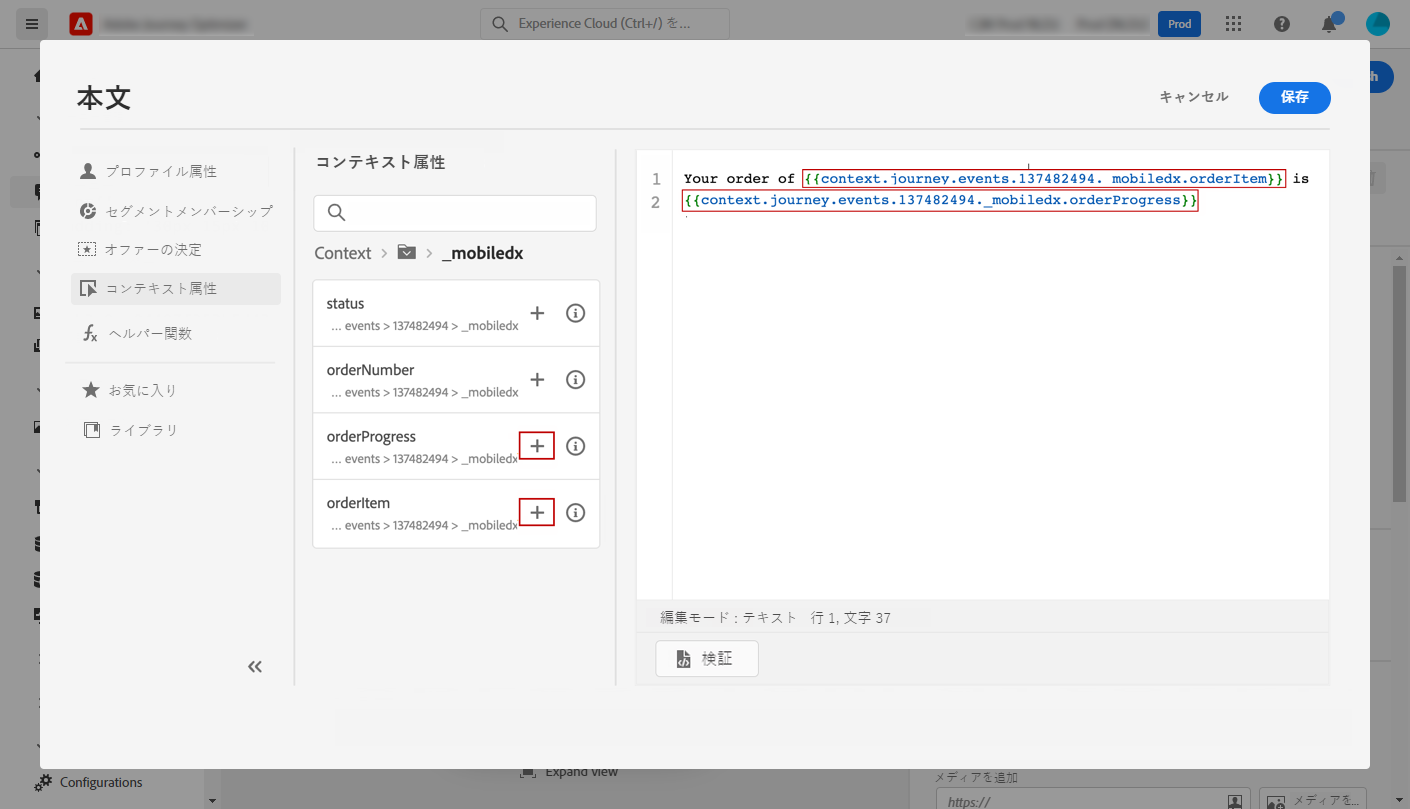 Experience Cloud (Ctrl+/) を...
Prod
本文
キャンセル
保存
プロファイル属性
セグメントメンバーシップ
オファーの決定
コンテキスト属性
ヘルパー関数
お気に入り
ライブラリ
コンテキスト属性
Context > > _mobiledx
status
... events > 137482494 > _mobiledx
orderNumber
... events > 137482494 > _mobiledx
orderProgress
... events > 137482494 > _mobiledx
orderItem
... events > 137482494 > _mobiledx
1 Your order of {{context.journey.events.137482494. mobiledx.orderItem}} is
2 {{context.journey.events.137482494._mobiledx.orderProgress}}
編集モード : テキスト 行 1, 文字 37
検証
Configurations
Expand view
メディアを追加
https://
メディアを...